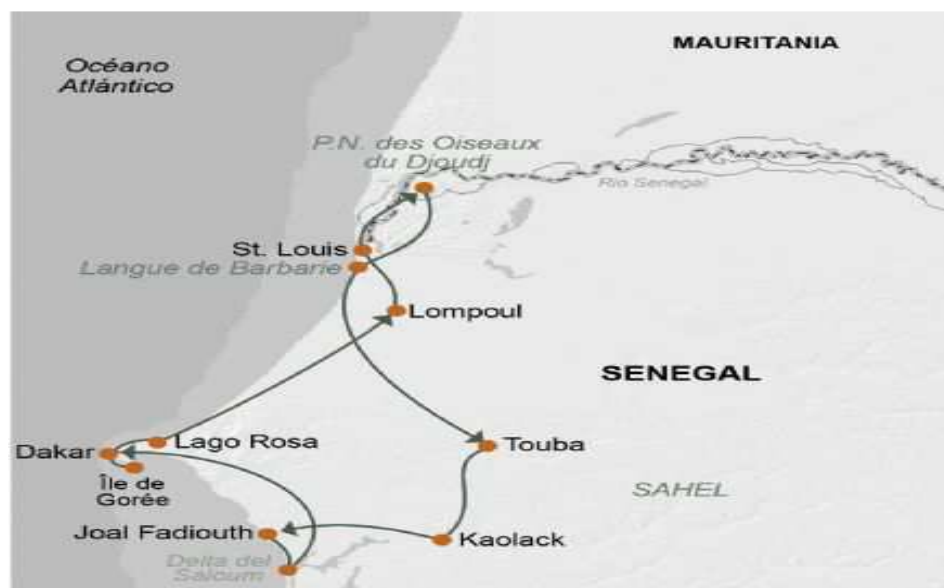 MAURITANIA
Océano
Atlántico
P.N. des Oiseaux
du Djoudj
Rio Senegal
St. Louis
Langue de Barbarie
Lompoul
SENEGAL
Lago Rosa
Dakar
Touba
Île de
Gorée
SAHEL
Joal Fadiouth
Kaolack
Delta del
Saloum